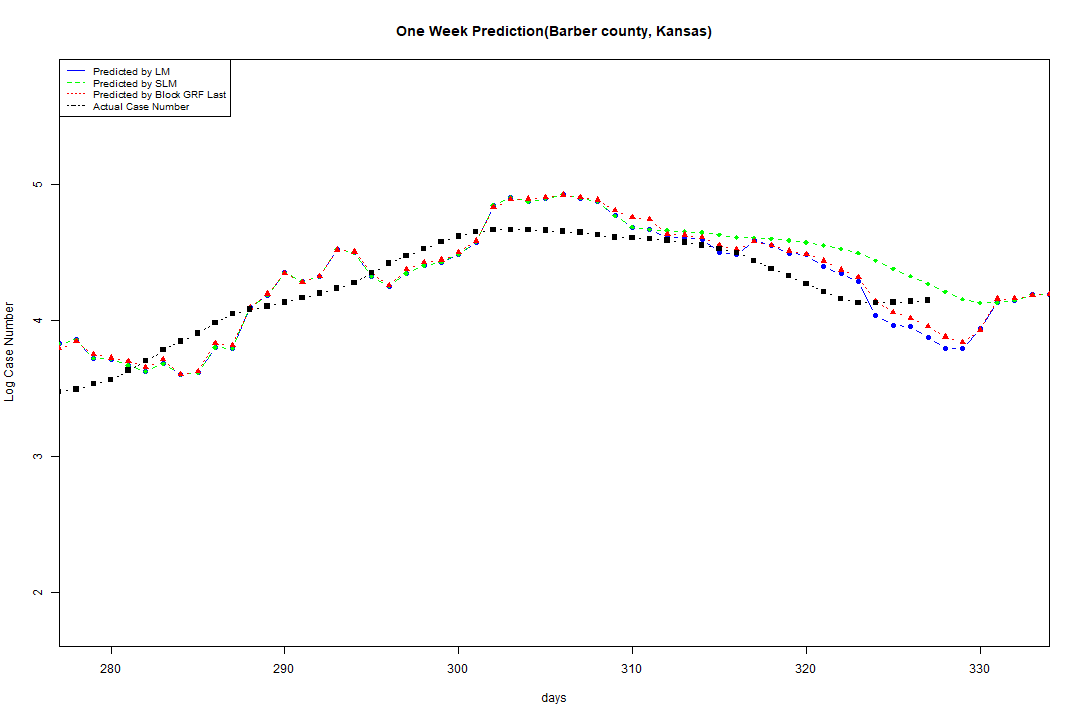 One Week Prediction(Barber county, Kansas)
Predicted by LM
Predicted by SLM
Predicted by Block GRF Last
Actual Case Number
5
4
3
2
Log Case Number
280 290 300 310 320 330
days